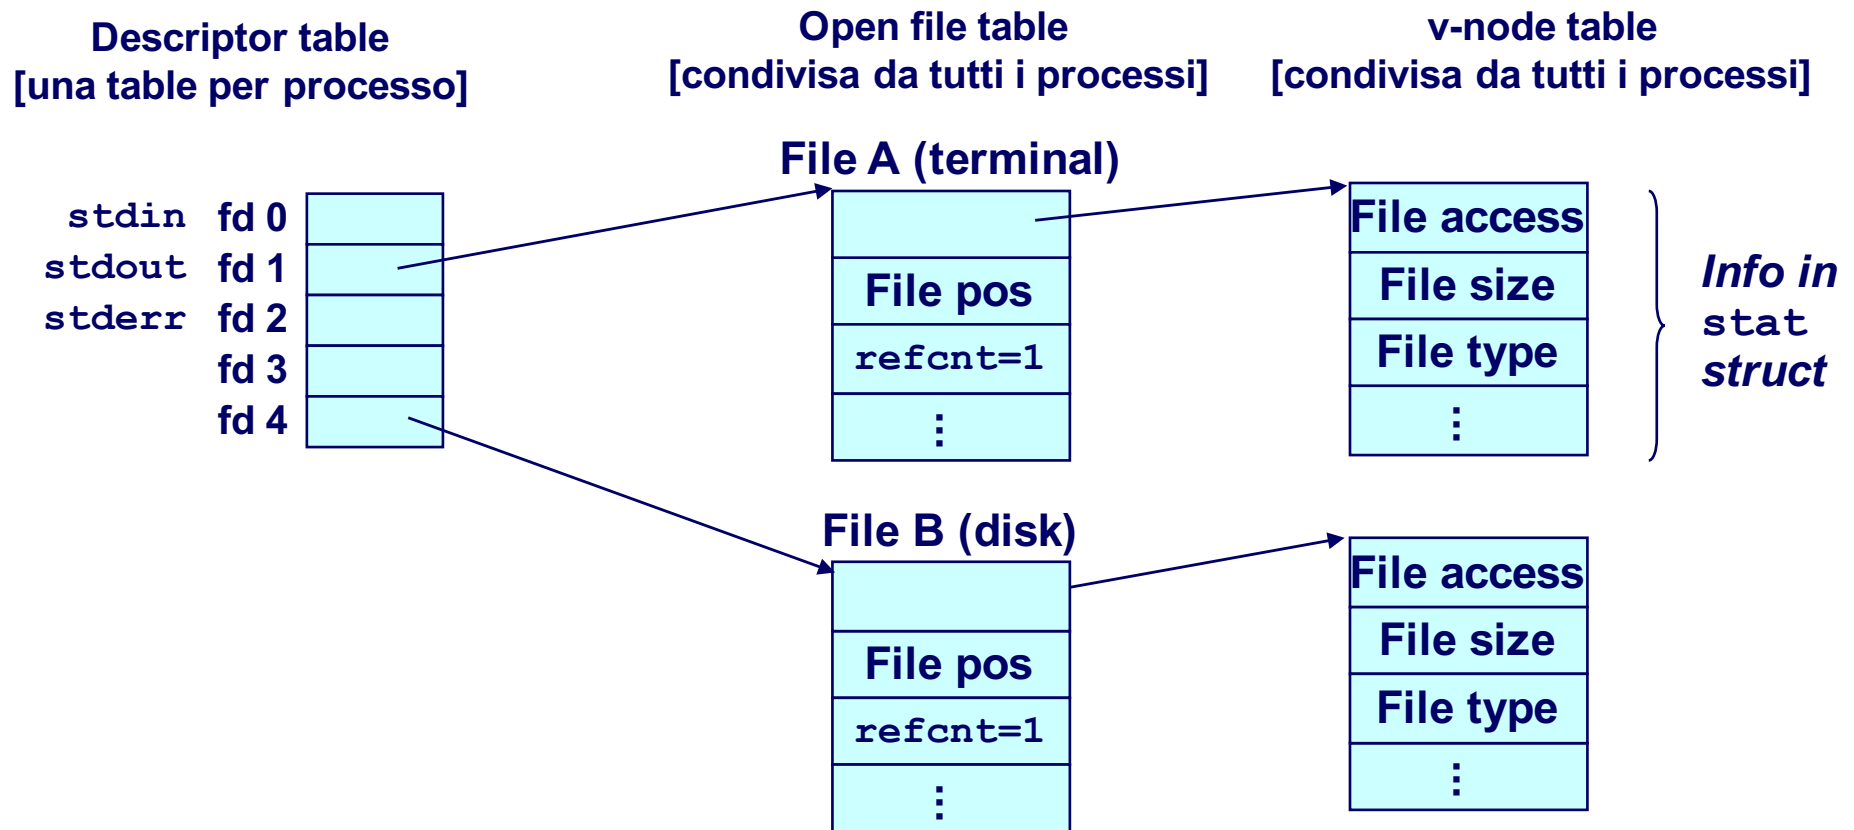 Descriptor table
[una table per processo]
Open file table
[condivisa da tutti i processi]
v-node table
[condivisa da tutti i processi]
stdin fd 0
stdout fd 1
stderr fd 2
fd 3
fd 4
File A (terminal)
File pos
refcnt=1
⋮
File access
File size
File type
⋮
Info in
stat
struct
File B (disk)
File pos
refcnt=1
⋮
File access
File size
File type
⋮